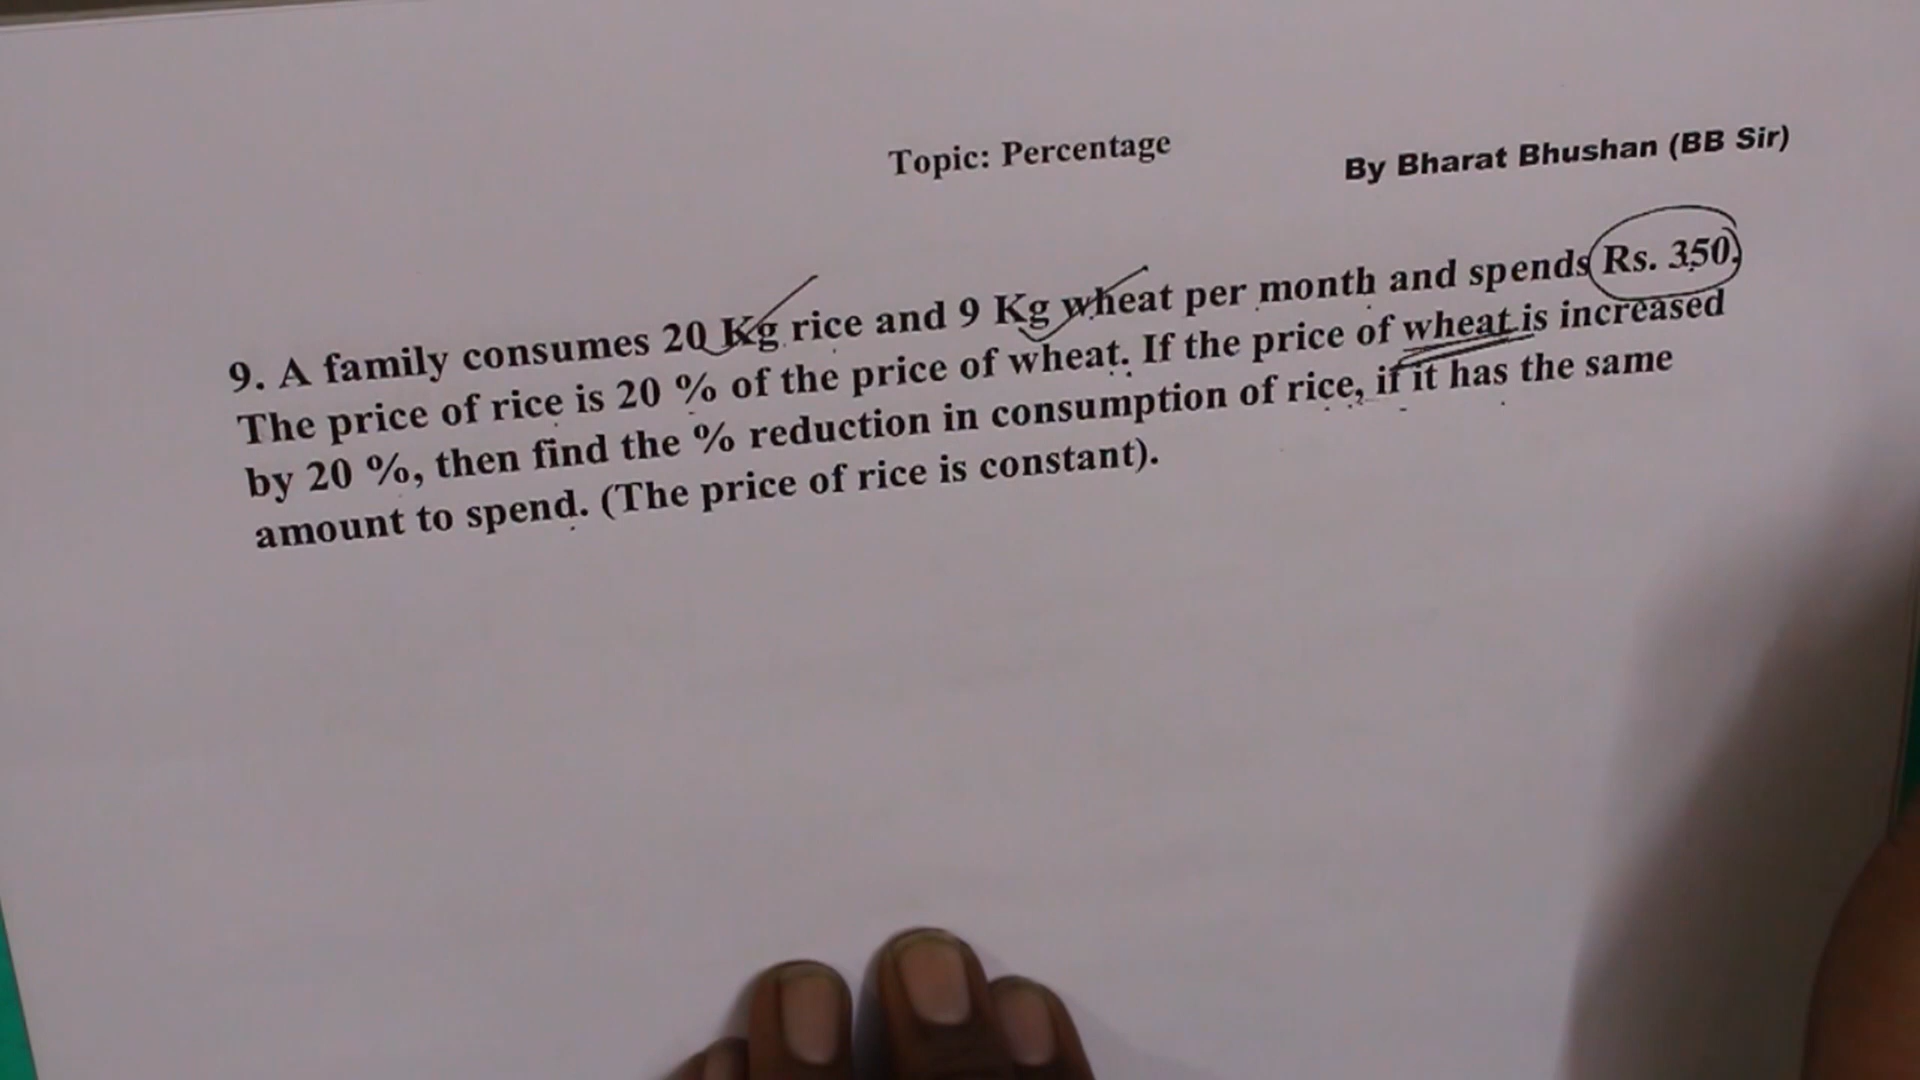 Topic: Percentage
By Bharat Bhushan (BB Sir)
9. A family consumes 20 Kg rice and 9 Kg wheat per month and spends Rs. 350.
The price of rice is 20 % of the price of wheat. If the price of wheat is increased
by 20 %, then find the % reduction in consumption of rice, if it has the same
amount to spend. (The price of rice is constant).